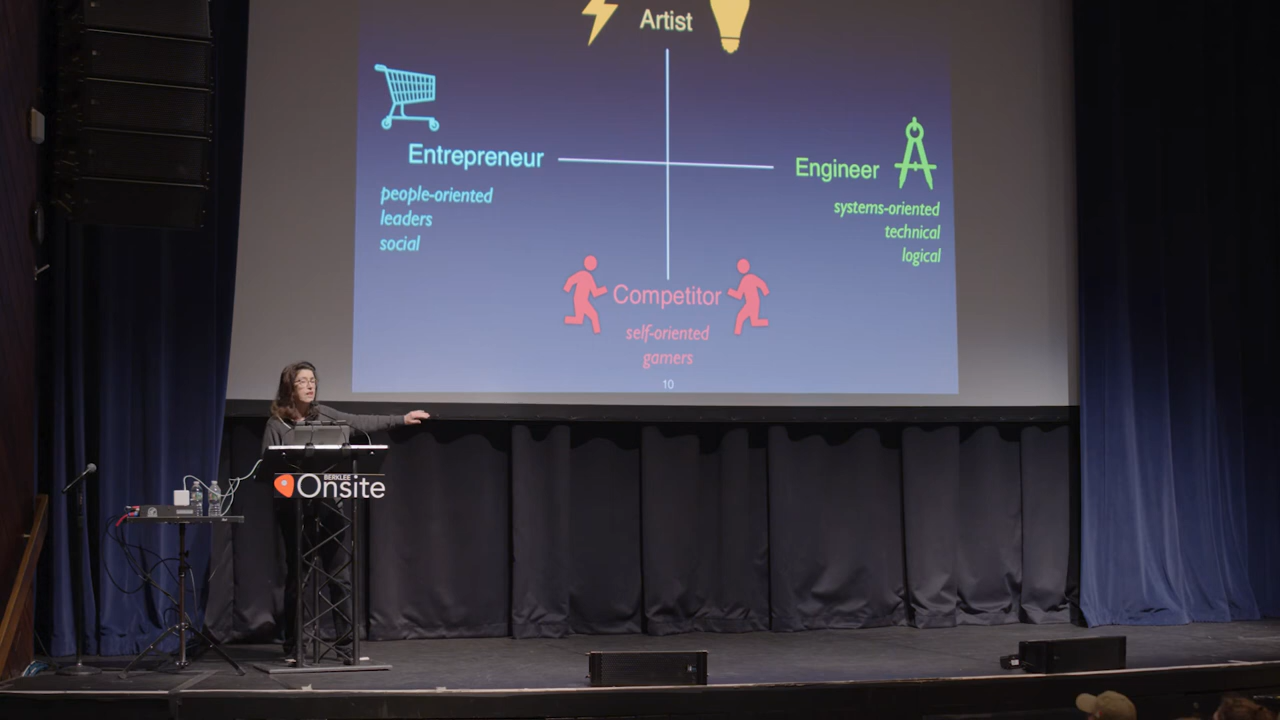 Artist
Entrepreneur
people-oriented
leaders
social
Engineer
systems-oriented
technical
logical
Competitor
self-oriented
gamers
10
BERKLEE
Onsite